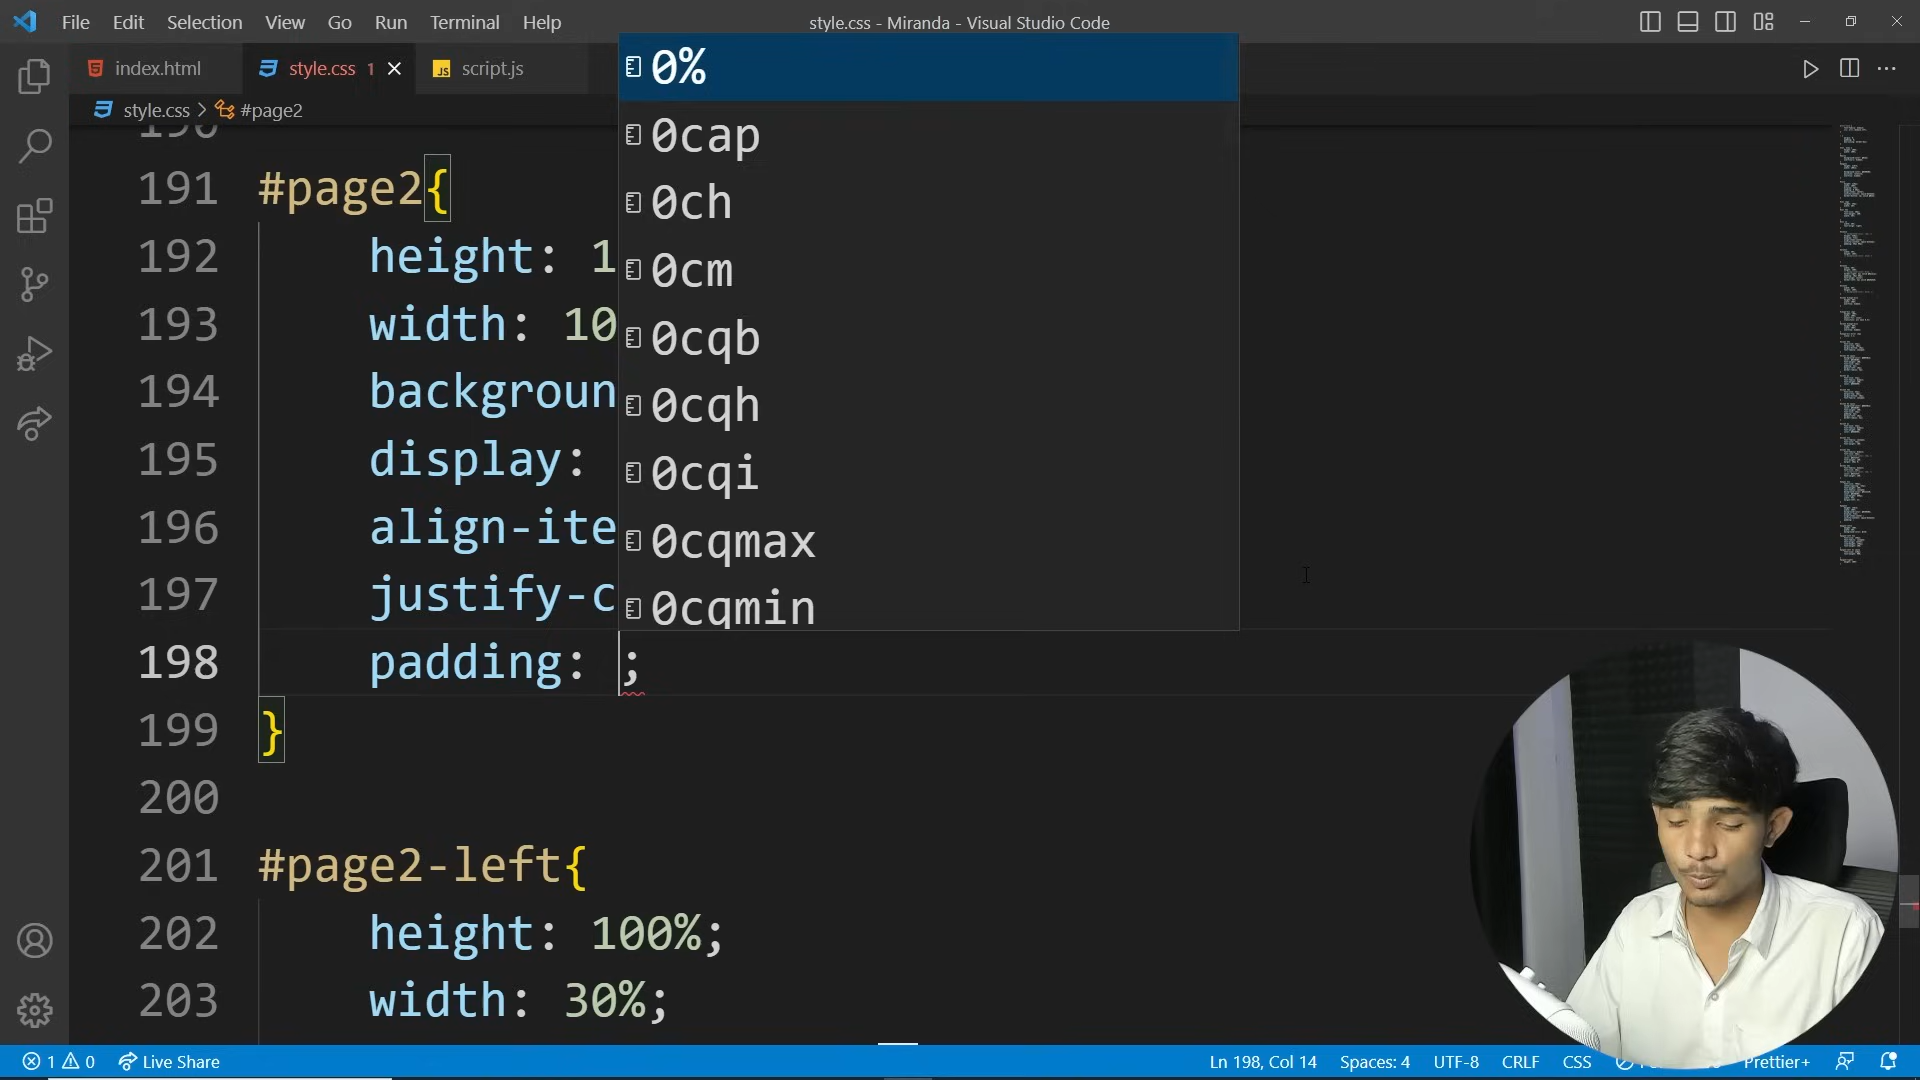 File Edit Selection View Go Run Terminal Help
style.css - Miranda - Visual Studio Code
index.html
style.css 1
JS script.js
style.css > #page2
190
191 #page2{
192 height: 1
193 width: 10
194 backgroun
195 display:
196 align-ite
197 justify-c
198 padding: ;
199 }
200
201 #page2-left{
202 height: 100%;
203 width: 30%;
0%
0cap
0ch
0cm
0cqb
0cqh
0cqi
0cqmax
0cqmin
1 0 Live Share
Ln 198, Col 14 Spaces: 4 UTF-8 CRLF CSS Prettier+